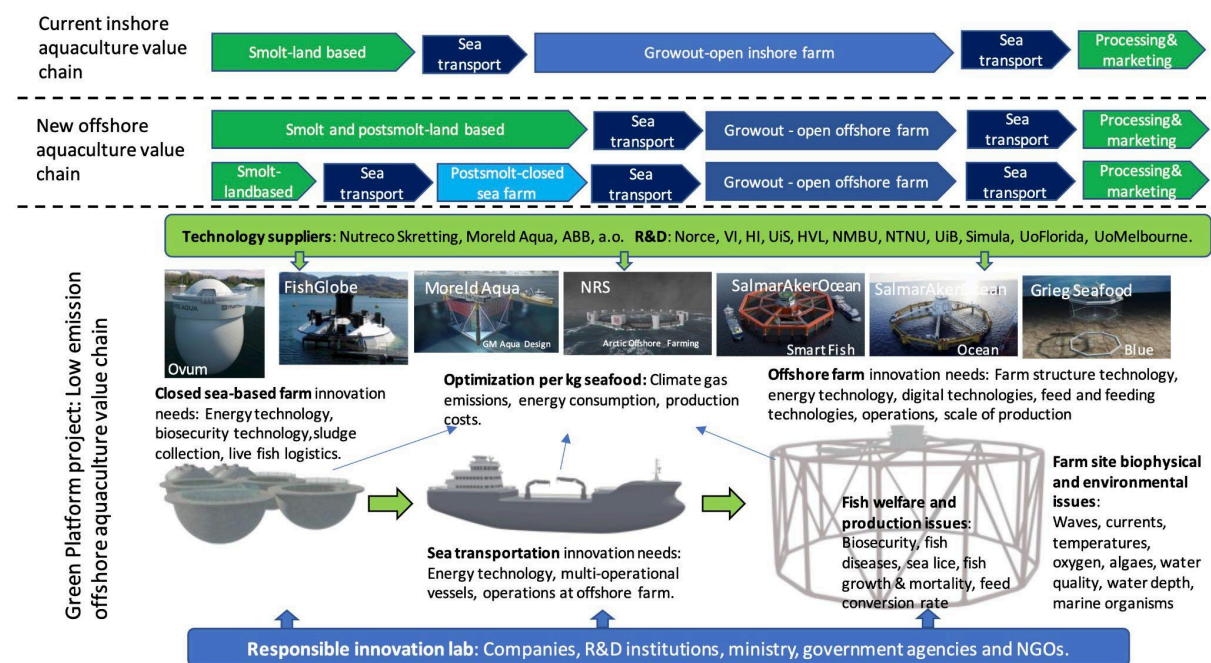 Current inshore
aquaculture value
chain
Smolt-land based
Sea
transport
Growout-open inshore farm
Sea
transport
Processing&
marketing
New offshore
aquaculture value
chain
Smolt and postsmolt-land based
Sea
transport
Growout - open offshore farm
Sea
transport
Processing&
marketing
Smolt-
landbased
Sea
transport
Postsmolt-closed
sea farm
Sea
transport
Growout - open offshore farm
Sea
transport
Processing&
marketing
Green Platform project: Low emission
offshore aquaculture value chain
Technology suppliers: Nutreco Skretting, Moreld Aqua, ABB, a.o. R&D: Norce, VI, HI, UiS, HVL, NMBU, NTNU, UiB, Simula, UoFlorida, UoMelbourne.
Ovum
FishGlobe
Moreld Aqua
GM Aqua Design
NRS
Arctic Offshore Farming
SalmarAkerOcean
Smart Fish
SalmarAkerOcean
Ocean
Grieg Seafood
Blue
Closed sea-based farm innovation
needs: Energy technology,
biosecurity technology,sludge
collection, live fish logistics.
Optimization per kg seafood: Climate gas
emissions, energy consumption, production
costs.
Offshore farm innovation needs: Farm structure technology,
energy technology, digital technologies, feed and feeding
technologies, operations, scale of production
Sea transportation innovation needs:
Energy technology, multi-operational
vessels, operations at offshore farm.
Fish welfare and
production issues:
Biosecurity, fish
diseases, sea lice, fish
growth & mortality, feed
conversion rate
Farm site biophysical
and environmental
issues:
Waves, currents,
temperatures,
oxygen, algaes, water
quality, water depth,
marine organisms
Responsible innovation lab: Companies, R&D institutions, ministry, government agencies and NGOs.